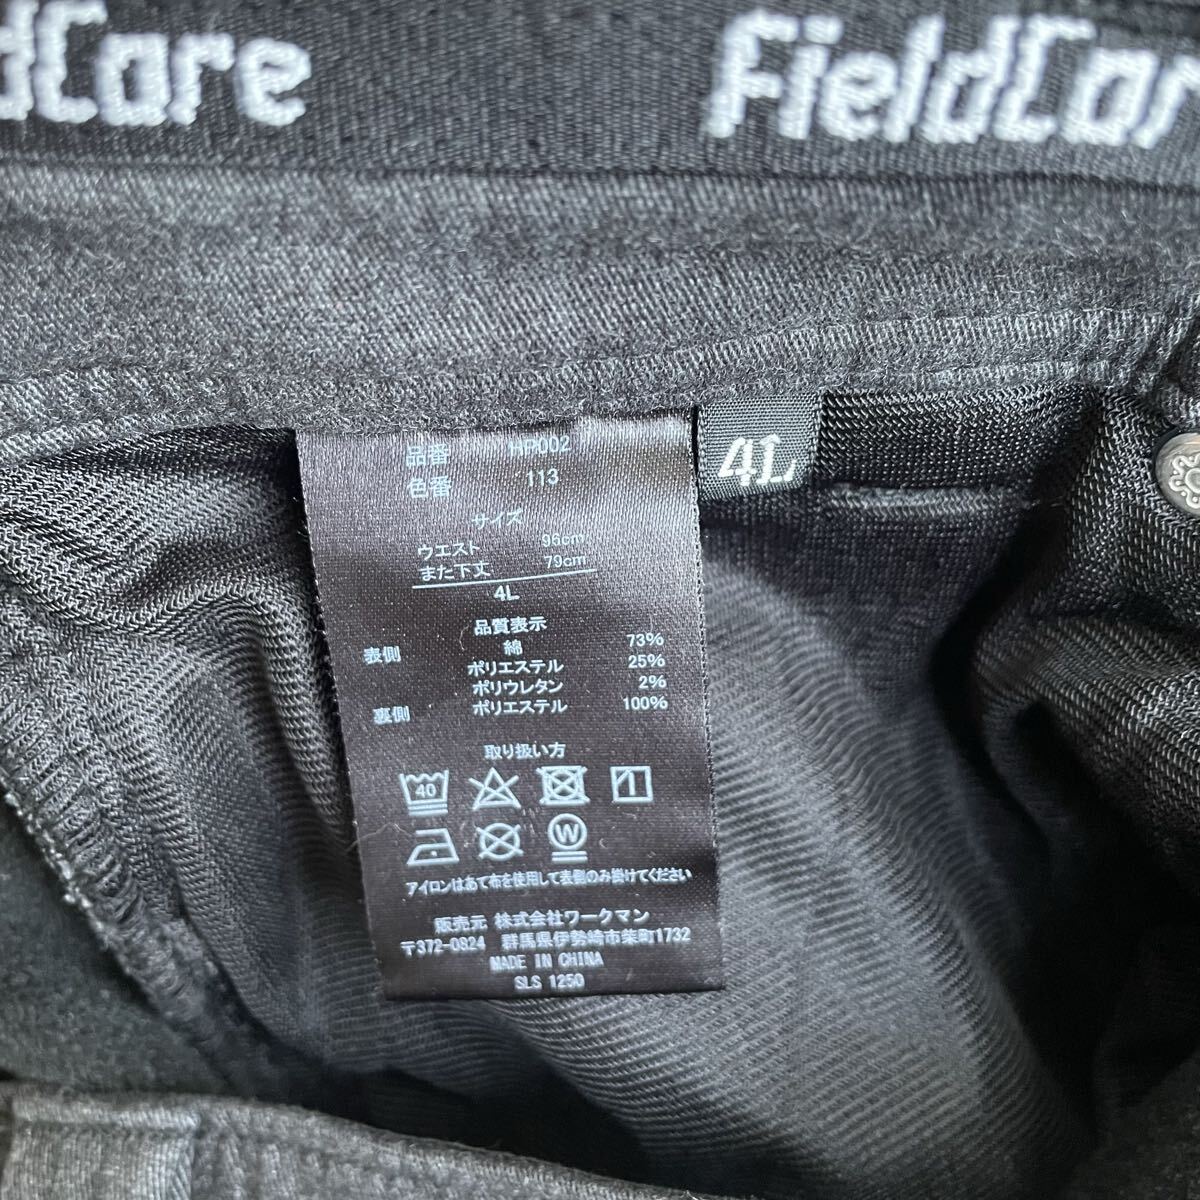 dCare
FieldCar
品番 HP002
色番 113
サイズ
ウエスト 96cm
また下丈 79cm
4L
品質表示
表側 綿 73%
ポリエステル 25%
ポリウレタン 2%
裏側 ポリエステル 100%
取り扱い方
40
1
W
アイロンはあて布を使用して表側のみ掛けてください
販売元 株式会社ワークマン
〒372-0824 群馬県伊勢崎市柴町1732
MADE IN CHINA
SLS 1250
4L